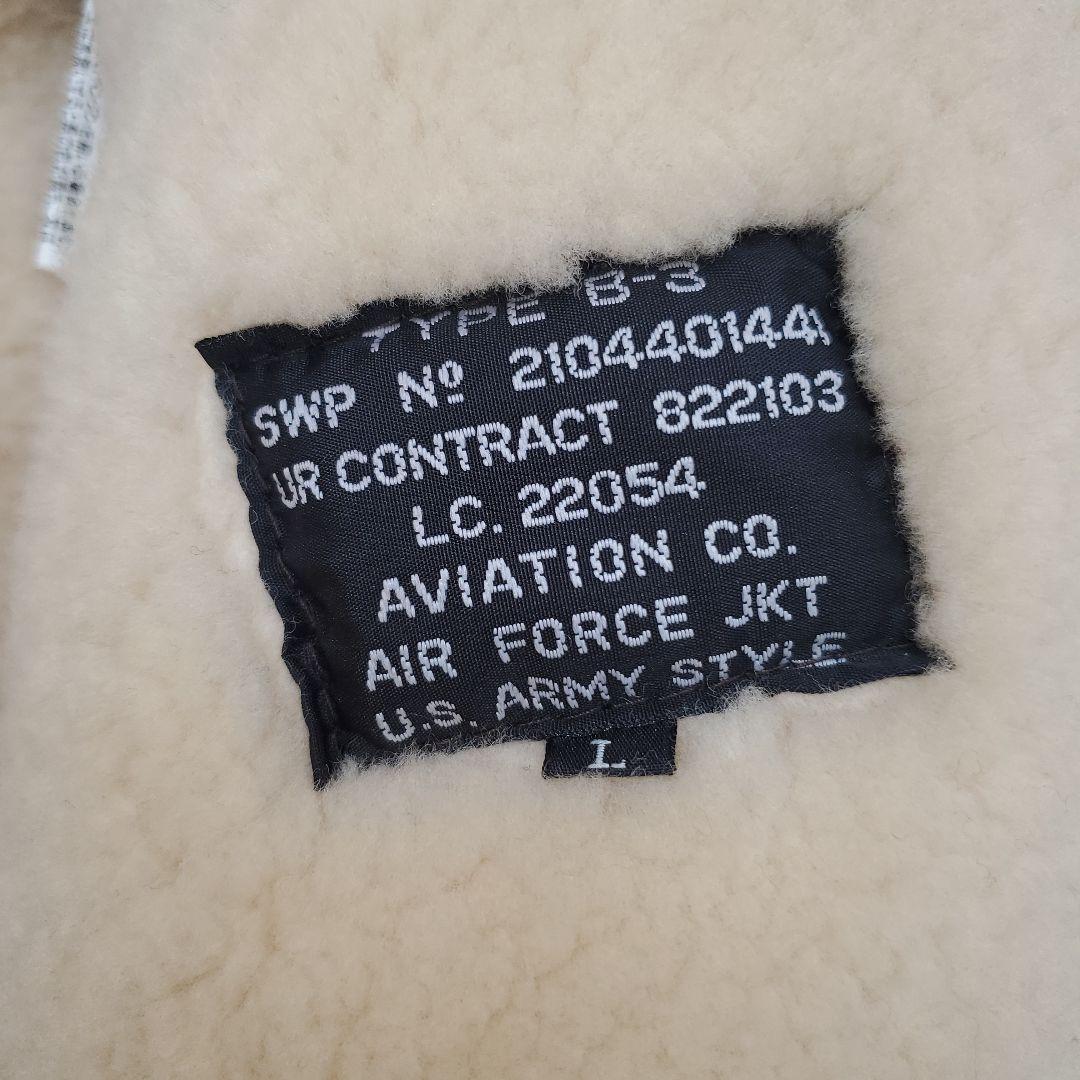 TYPE B-3
SWP Nº 2104401441
UR CONTRACT 822103
LC. 22054
AVIATION CO.
AIR FORCE JKT
U.S. ARMY STYLE
L